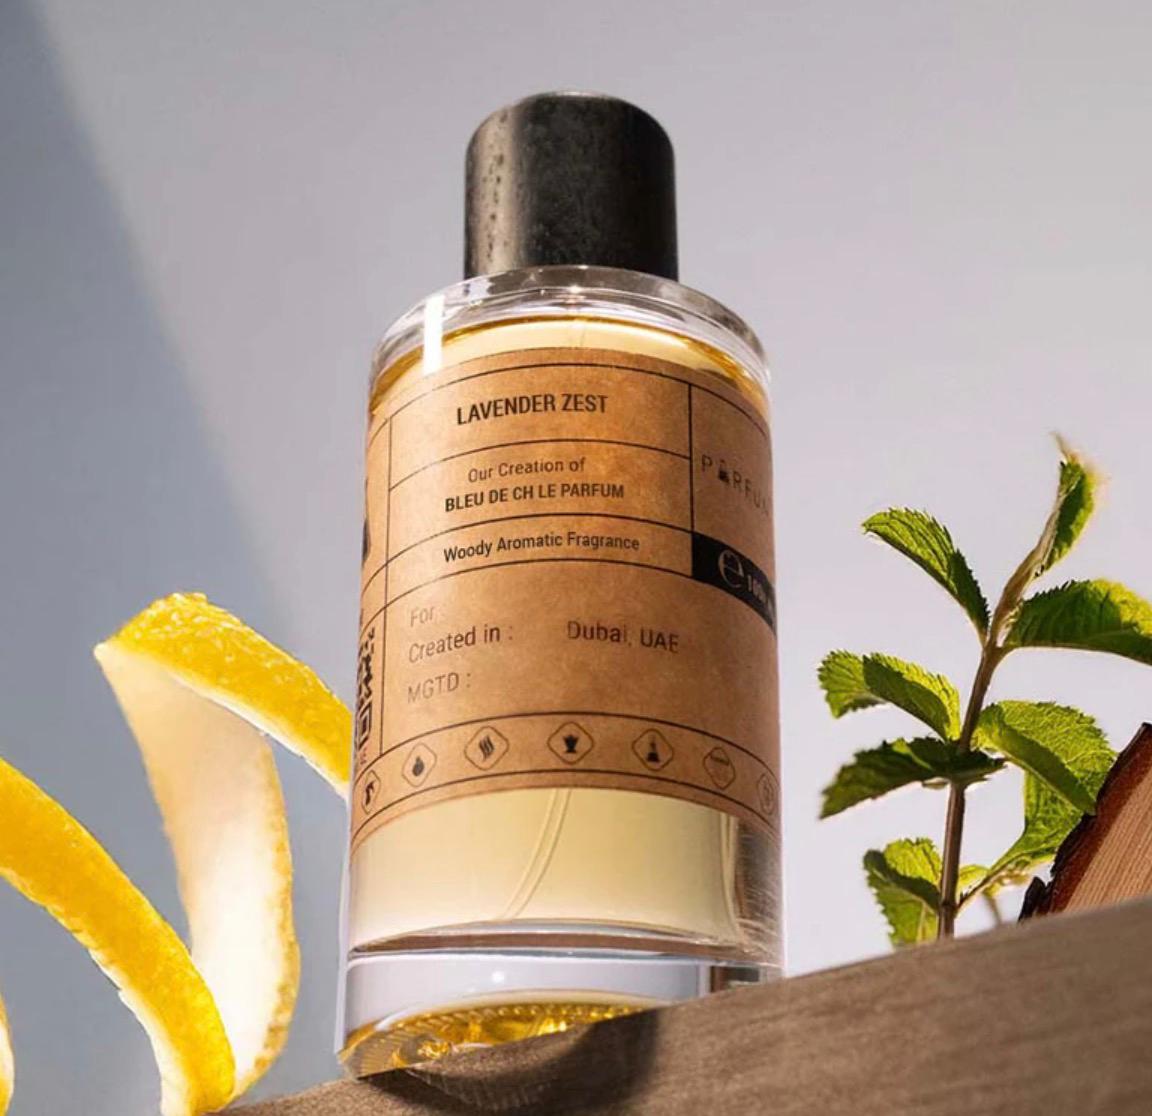 LAVENDER ZEST
Our Creation of
BLEU DE CH LE PARFUM
Woody Aromatic Fragrance
For :
Created in : Dubai, UAE
MGTD :